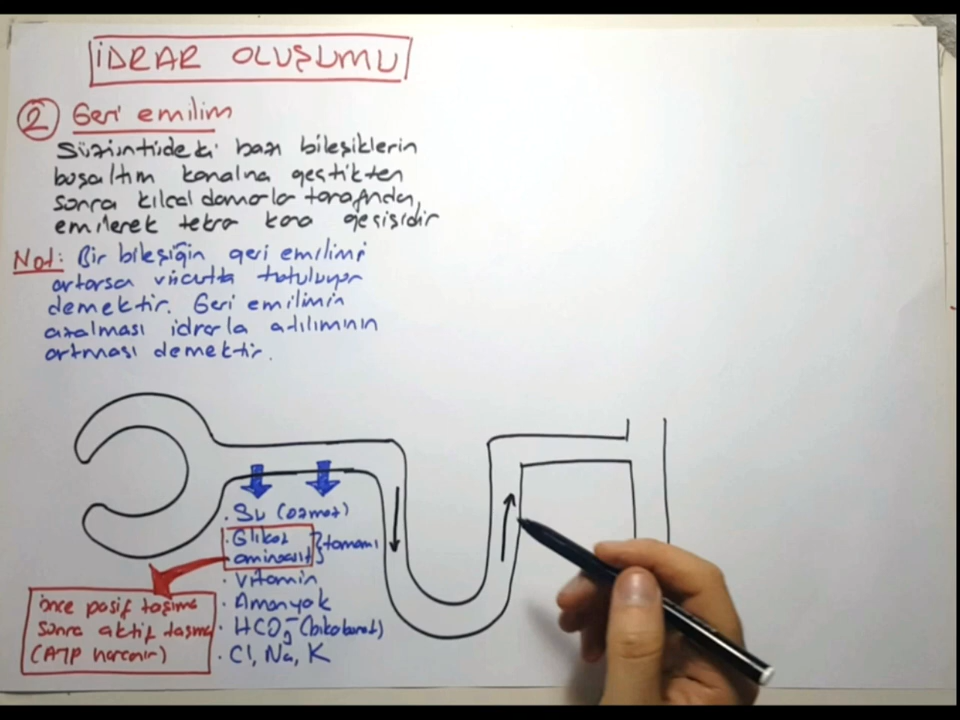 İDRAR OLUŞUMU
2 Geri emilim
Süzüntüdeki bazı bileşiklerin
boşaltım kanalına geçtikten
sonra kılcal damarlar tarafından
emilerek tekrar kana geçişidir
Not: Bir bileşiğin geri emilimi
artarsa vücutta tutuluyor
demektir. Geri emilimin
azalması idrarla atılımının
artması demektir.
. Su (ozmoz)
. Glikoz
aminoasit } tamamı
. Vitamin
. Amonyak
. HCO₃⁻ (bikarbonat)
. Cl, Na, K
önce pasif taşıma
sonra aktif taşıma
(ATP harcanır)